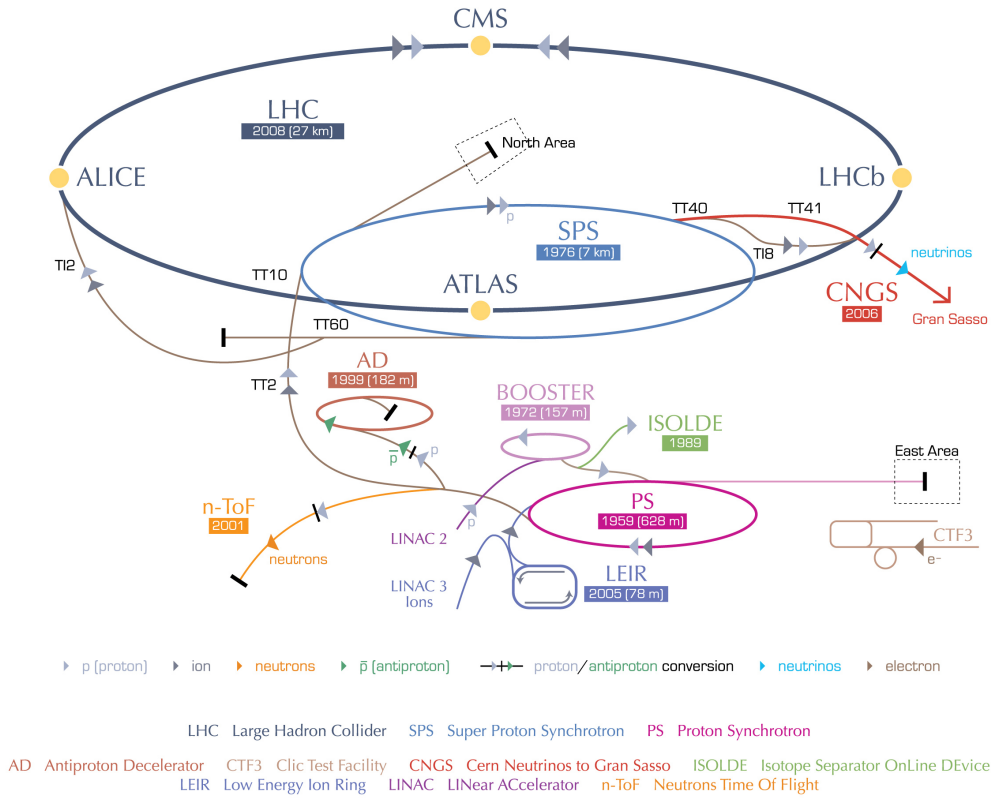 CMS
LHC
2008 (27 km)
North Area
ALICE
LHCb
TT40
TT41
p
SPS
1976 (7 km)
TI8
neutrinos
TI2
TT10
ATLAS
CNGS
2006
Gran Sasso
TT60
AD
1999 (182 m)
TT2
BOOSTER
1972 (157 m)
ISOLDE
1989
p̅
p
East Area
n-ToF
2001
PS
1959 (628 m)
p
LINAC 2
neutrons
CTF3
e-
LEIR
2005 (78 m)
LINAC 3
Ions
p (proton)
ion
neutrons
p̅ (antiproton)
proton/antiproton conversion
neutrinos
electron
LHC Large Hadron Collider SPS Super Proton Synchrotron PS Proton Synchrotron
AD Antiproton Decelerator CTF3 Clic Test Facility CNGS Cern Neutrinos to Gran Sasso ISOLDE Isotope Separator OnLine DEvice
LEIR Low Energy Ion Ring LINAC LINear ACcelerator n-ToF Neutrons Time Of Flight